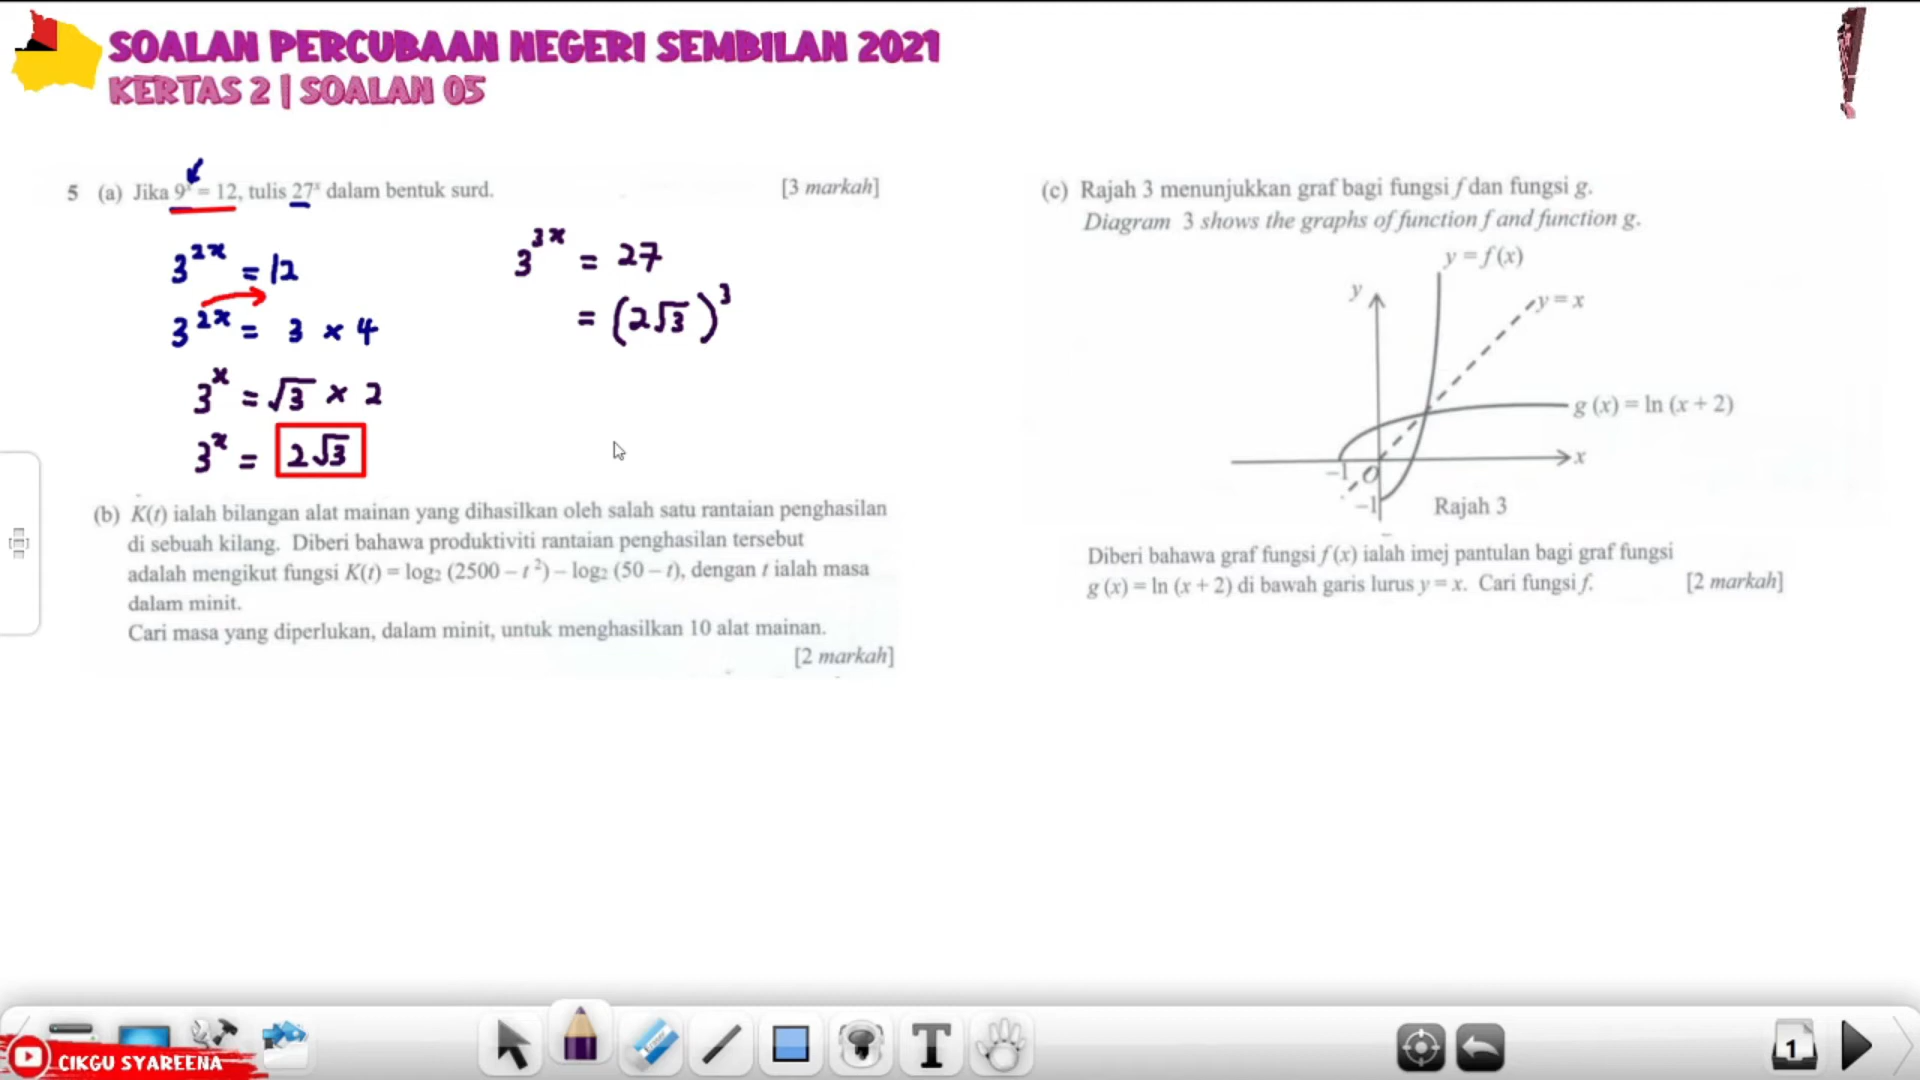 SOALAN PERCUBAAN NEGERI SEMBILAN 2021
KERTAS 2 | SOALAN 05
5 (a) Jika 9ˣ = 12, tulis 27ˣ dalam bentuk surd. [3 markah]
3²ˣ = 12
3²ˣ = 3 × 4
3ˣ = √3 × 2
3ˣ = 2√3
3³ˣ = 27
= (2√3)³
(b) K(t) ialah bilangan alat mainan yang dihasilkan oleh salah satu rantaian penghasilan
di sebuah kilang. Diberi bahawa produktiviti rantaian penghasilan tersebut
adalah mengikut fungsi K(t) = log₂ (2500 – t²) – log₂ (50 – t), dengan t ialah masa
dalam minit.
Cari masa yang diperlukan, dalam minit, untuk menghasilkan 10 alat mainan.
[2 markah]
(c) Rajah 3 menunjukkan graf bagi fungsi f dan fungsi g.
Diagram 3 shows the graphs of function f and function g.
y = f (x)
y
y = x
g (x) = ln (x + 2)
x
–1 O
–1
Rajah 3
Diberi bahawa graf fungsi f (x) ialah imej pantulan bagi graf fungsi
g (x) = ln (x + 2) di bawah garis lurus y = x. Cari fungsi f. [2 markah]
T
1
CIKGU SYAREENA